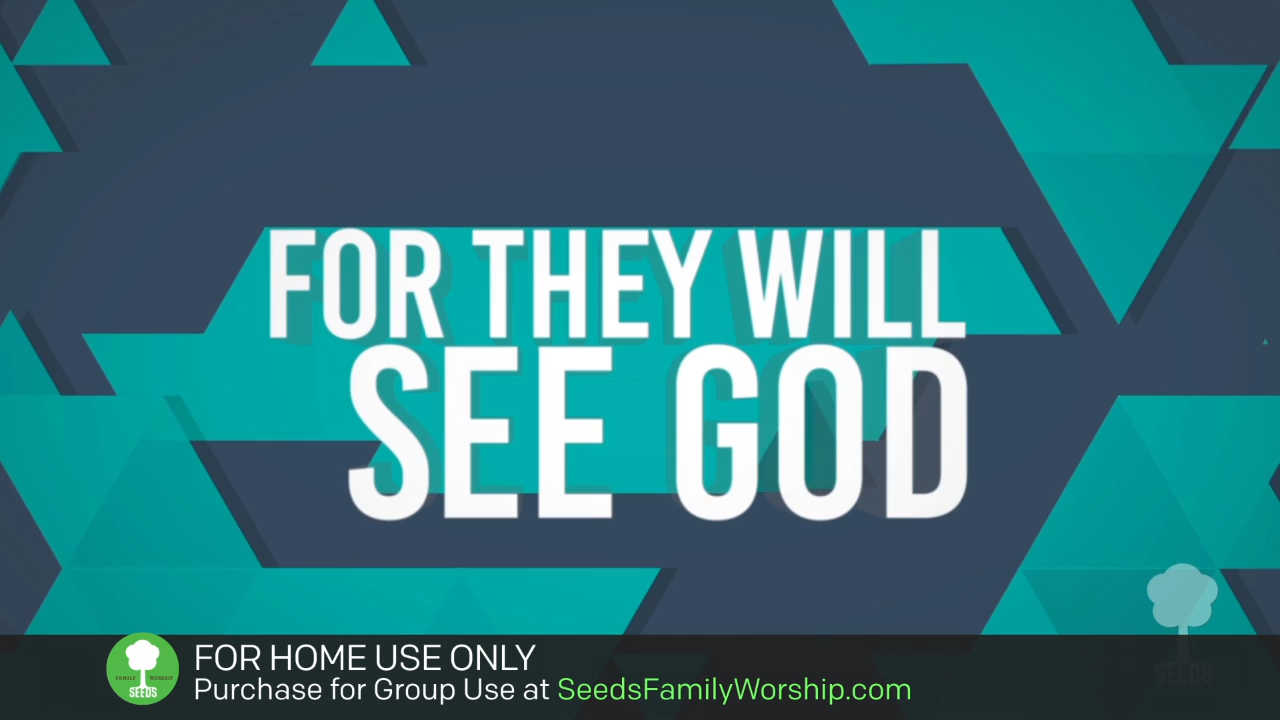 FOR THEY WILL
SEE GOD
FOR HOME USE ONLY
Purchase for Group Use at SeedsFamilyWorship.com
FAMILY WORSHIP
SEEDS
SEEDS